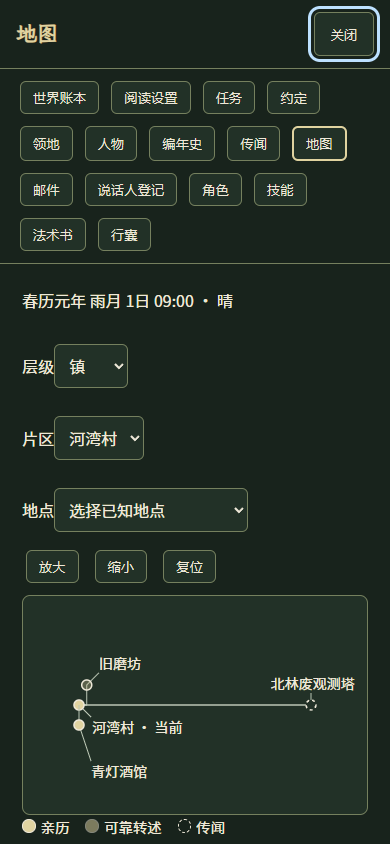 地图 关闭
世界账本 阅读设置 任务 约定
领地 人物 编年史 传闻 地图
邮件 说话人登记 角色 技能
法术书 行囊
春历元年 雨月 1日 09:00 · 晴
层级 镇
片区 河湾村
地点 选择已知地点
放大 缩小 复位
旧磨坊
北林废观测塔
河湾村 · 当前
青灯酒馆
亲历 可靠转述 传闻